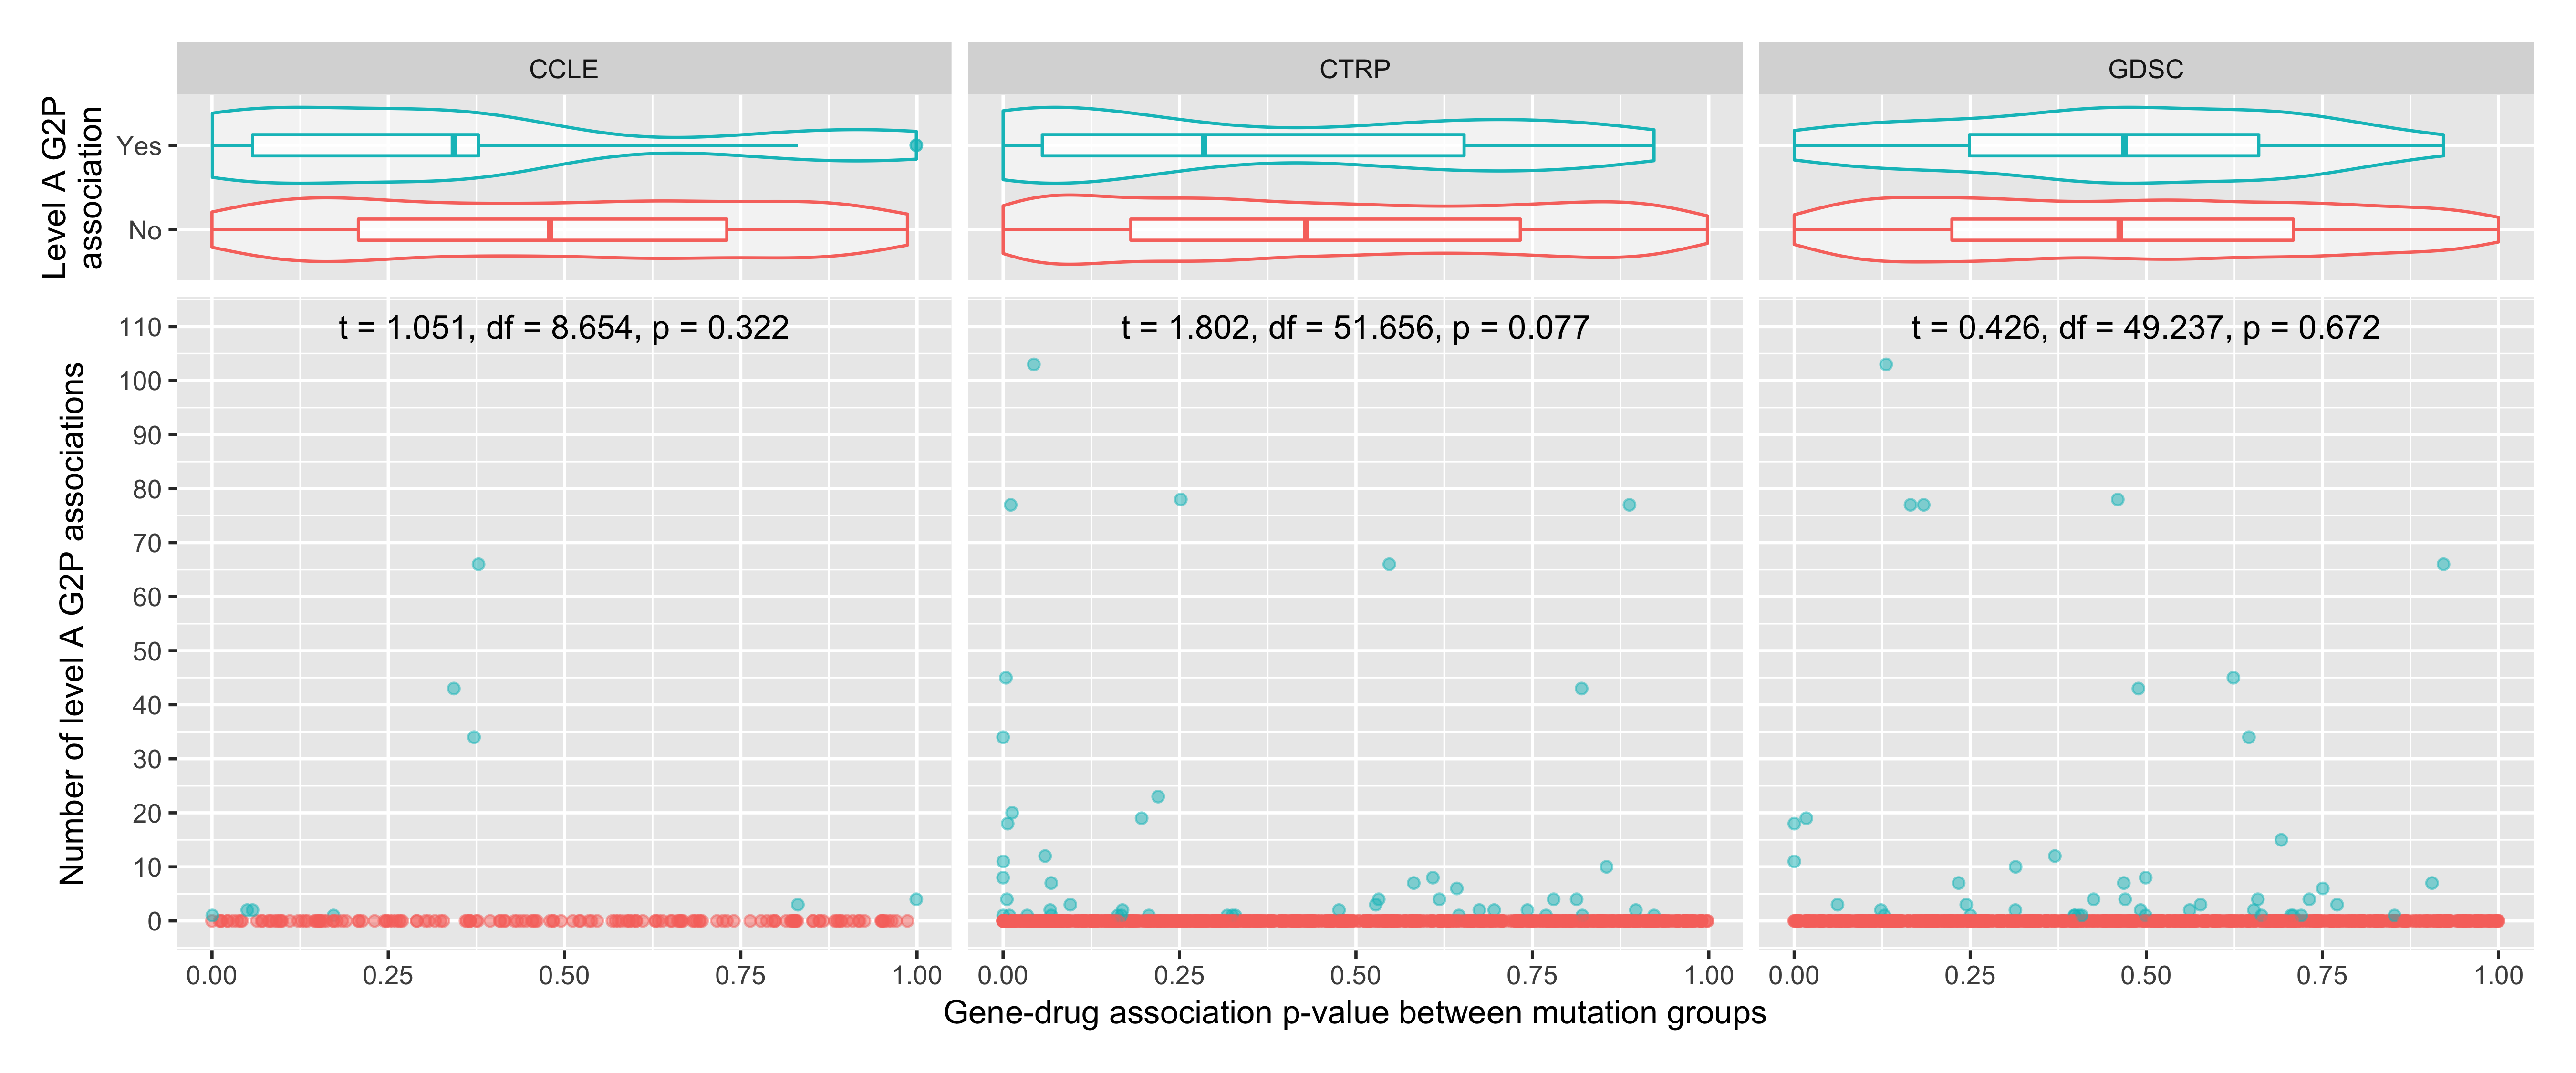 CCLE
CTRP
GDSC
Level A G2P
association
Yes
No
t = 1.051, df = 8.654, p = 0.322
t = 1.802, df = 51.656, p = 0.077
t = 0.426, df = 49.237, p = 0.672
Number of level A G2P associations
110
100
90
80
70
60
50
40
30
20
10
0
0.00 0.25 0.50 0.75 1.00
0.00 0.25 0.50 0.75 1.00
0.00 0.25 0.50 0.75 1.00
Gene-drug association p-value between mutation groups